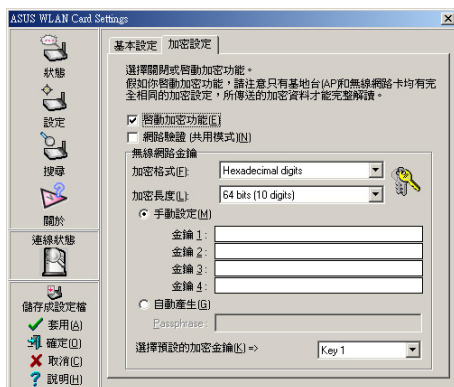 ASUS WLAN Card Settings
狀態
設定
搜尋
關於
連線狀態
儲存成設定檔
套用(A)
確定(O)
取消(C)
說明(H)
基本設定 加密設定
選擇關閉或啓動加密功能。
假如你啓動加密功能，請注意只有基地台(AP)和無線網路卡均有完
全相同的加密設定，所傳送的加密資料才能完整解讀。
啓動加密功能(E)
網路驗證 (共用模式)(N)
無線網路金鑰
加密格式(F): Hexadecimal digits
加密長度(L): 64 bits (10 digits)
手動設定(M)
金鑰 1:
金鑰 2:
金鑰 3:
金鑰 4:
自動產生(G)
Passphrase:
選擇預設的加密金鑰(K) => Key 1